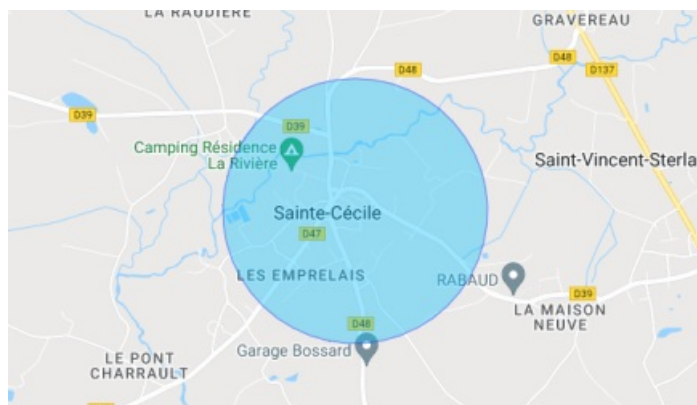 LA RAUDIÈRE
GRAVEREAU
D48
D48
D137
D39
D39
Camping Résidence
La Rivière
Saint-Vincent-Sterla
Sainte-Cécile
D47
LES EMPRELAIS
RABAUD
D39
LA MAISON
NEUVE
D48
Garage Bossard
LE PONT
CHARRAULT